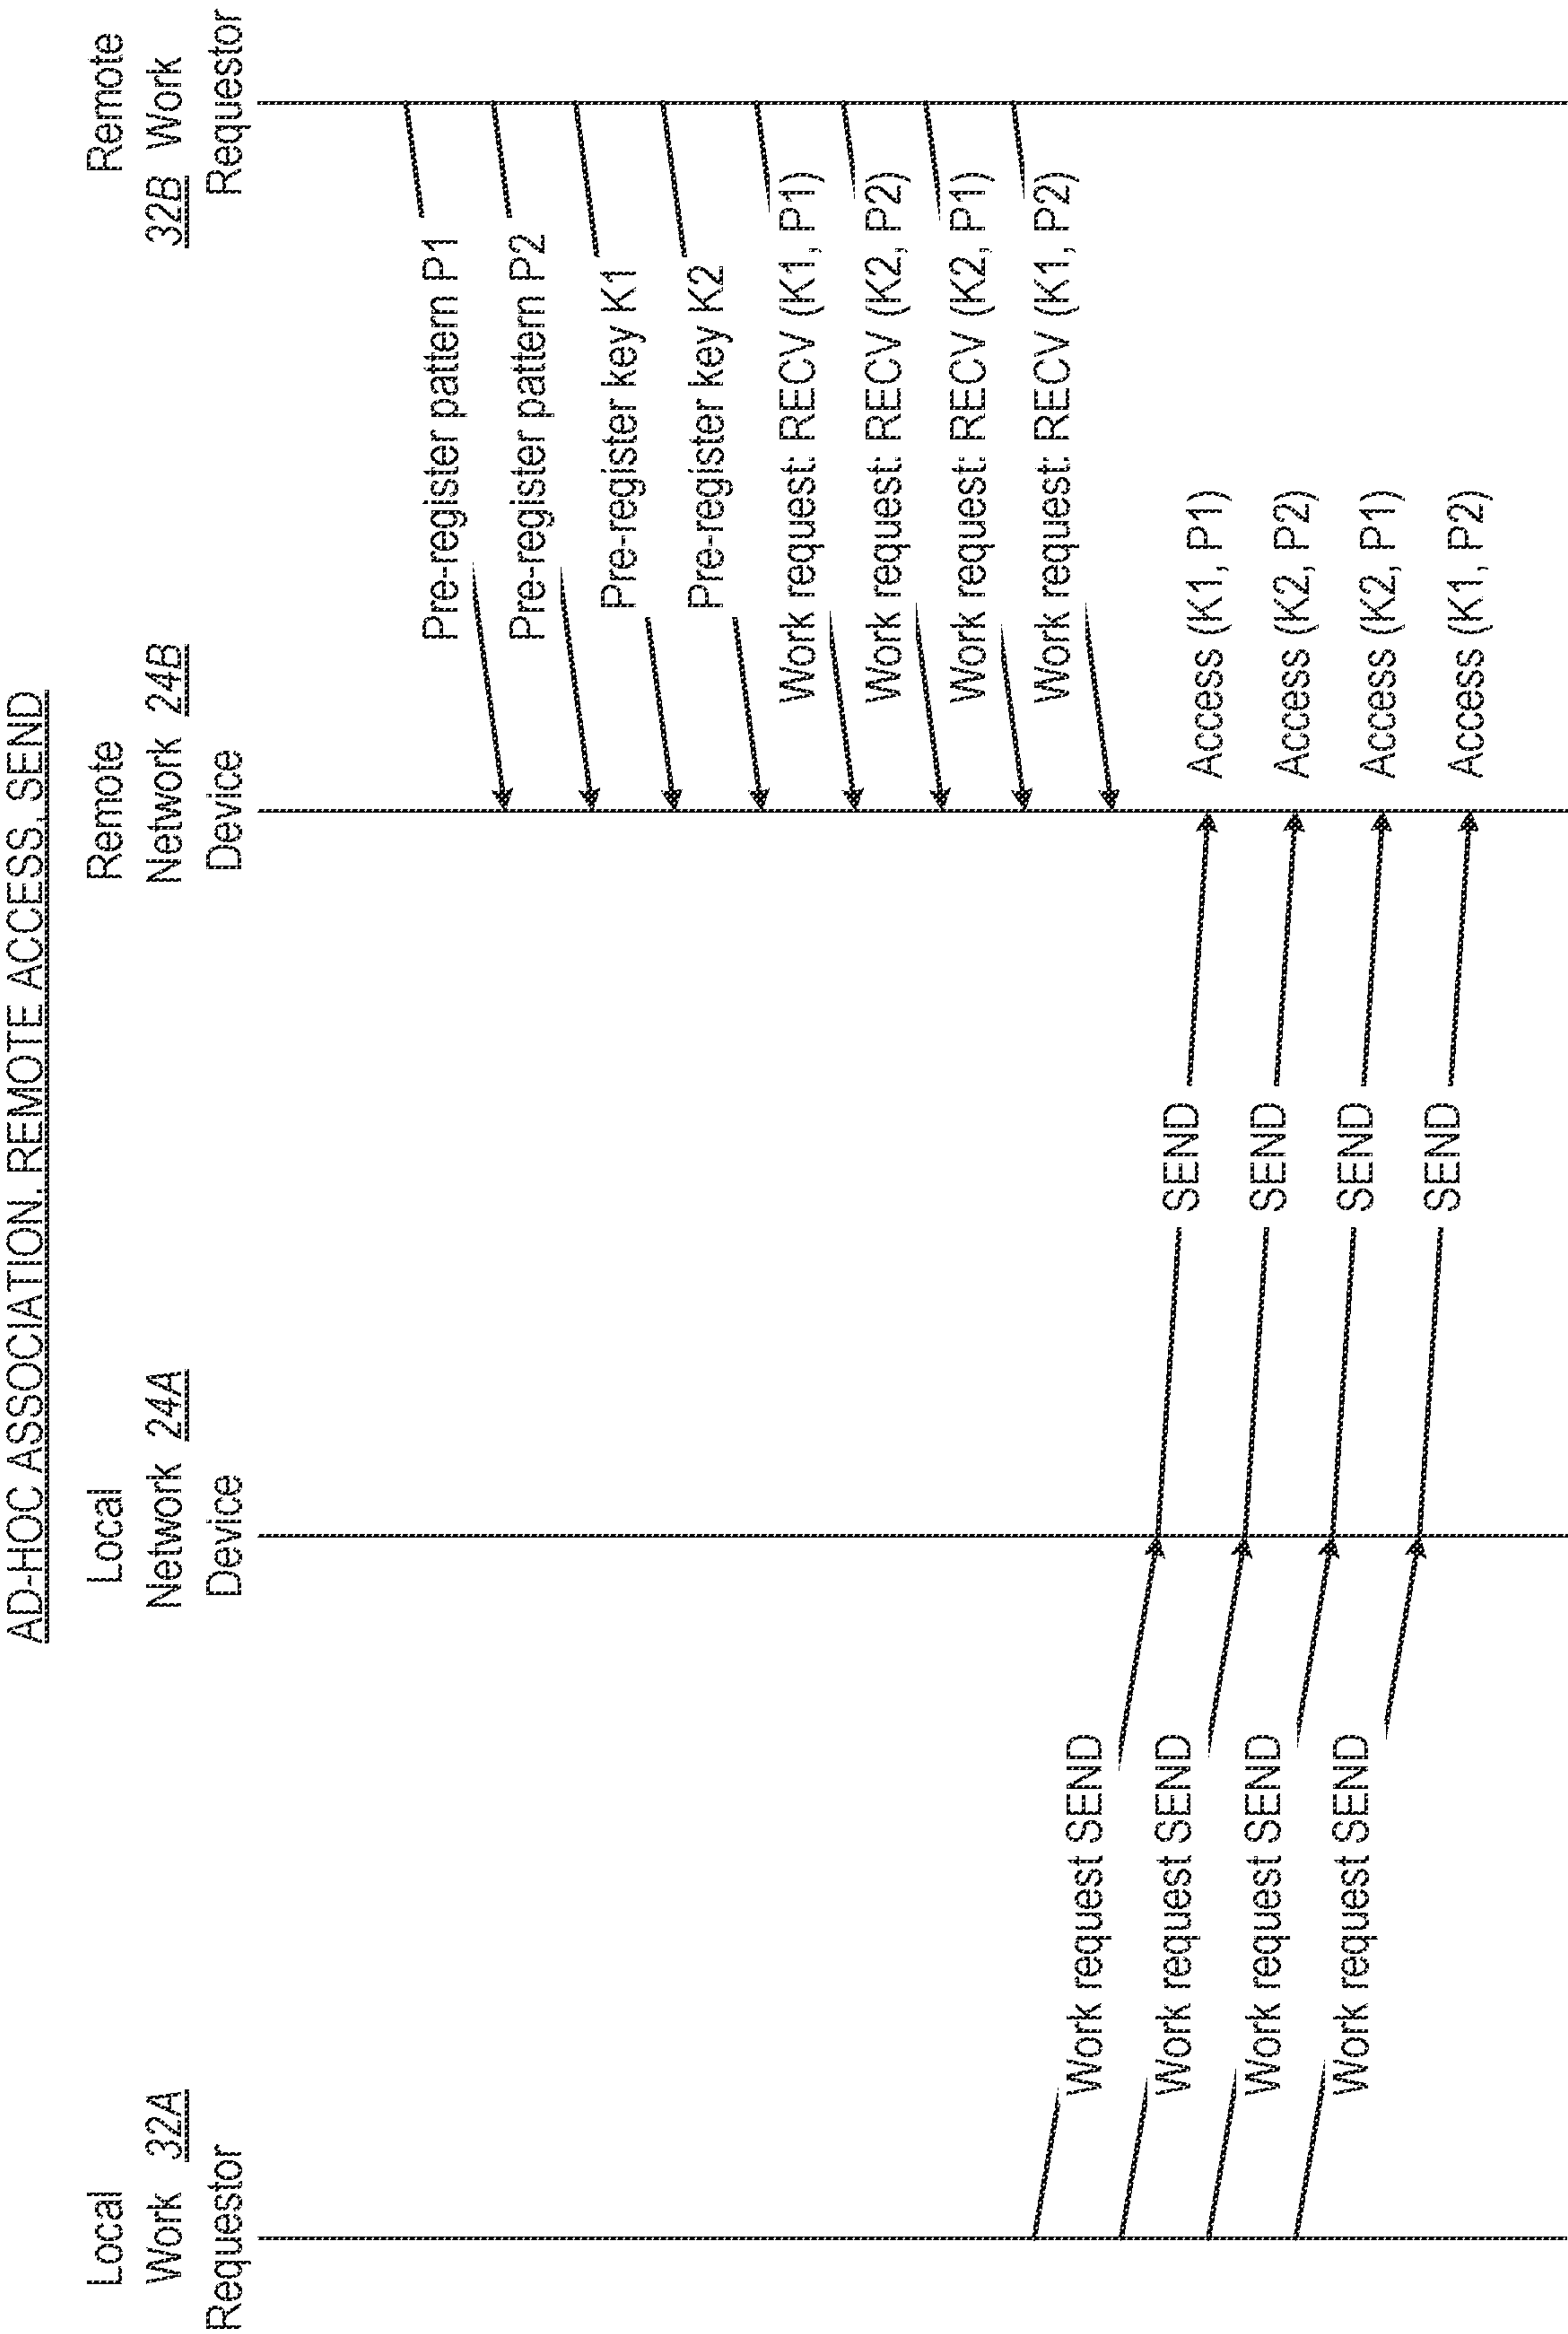 AD-HOC ASSOCIATION. REMOTE ACCESS, SEND
Local
Work 32A
Requestor
Local
Network 24A
Device
Remote
Network 24B
Device
Remote
32B Work
Requestor
Pre-register pattern P1
Pre-register pattern P2
Pre-register key K1
Pre-register key K2
Work request: RECV (K1, P1)
Work request: RECV (K2, P2)
Work request: RECV (K2, P1)
Work request: RECV (K1, P2)
Work request SEND
Work request SEND
Work request SEND
Work request SEND
SEND
SEND
SEND
SEND
Access (K1, P1)
Access (K2, P2)
Access (K2, P1)
Access (K1, P2)